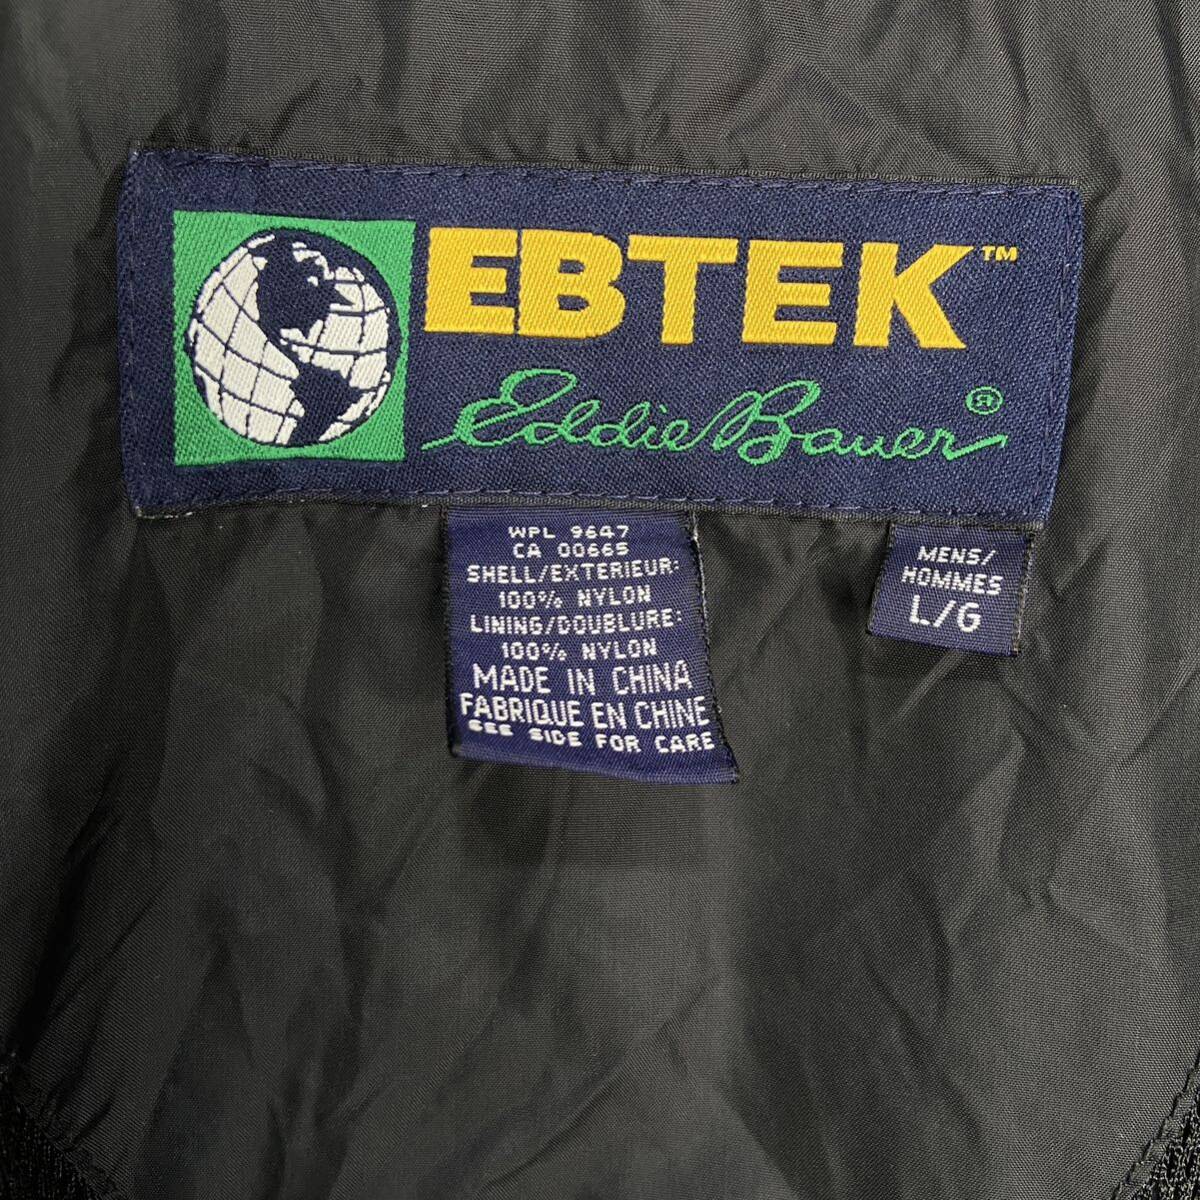 EBTEK™
Eddie Bauer®
WPL 9647
CA 00665
SHELL/EXTERIEUR:
100% NYLON
LINING/DOUBLURE:
100% NYLON
MADE IN CHINA
FABRIQUE EN CHINE
SEE SIDE FOR CARE
MENS/
HOMMES
L/G